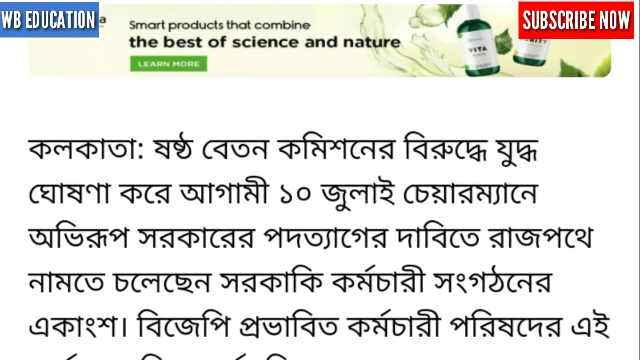 WB EDUCATION
SUBSCRIBE NOW
Smart products that combine
the best of science and nature
LEARN MORE
VITA
কলকাতা: ষষ্ঠ বেতন কমিশনের বিরুদ্ধে যুদ্ধ
ঘোষণা করে আগামী ১০ জুলাই চেয়ারম্যানে
অভিরূপ সরকারের পদত্যাগের দাবিতে রাজপথে
নামতে চলেছেন সরকাকি কর্মচারী সংগঠনের
একাংশ। বিজেপি প্রভাবিত কর্মচারী পরিষদের এই